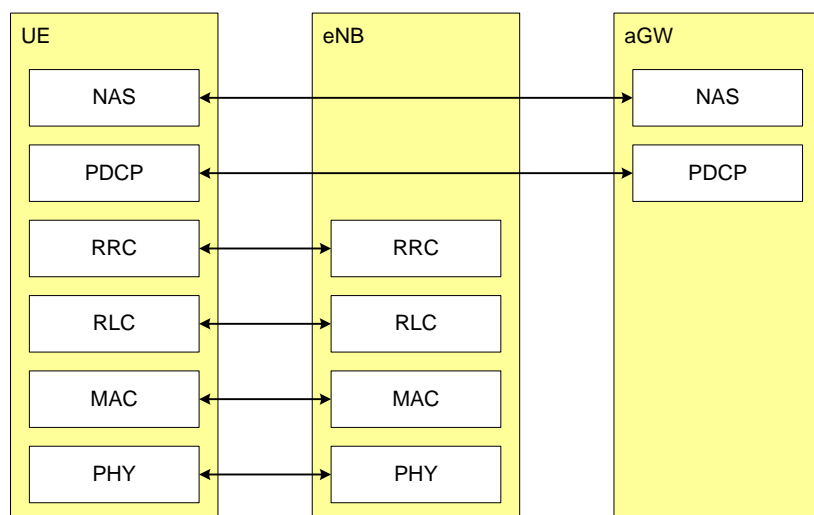 UE
eNB
aGW
NAS
NAS
PDCP
PDCP
RRC
RRC
RLC
RLC
MAC
MAC
PHY
PHY